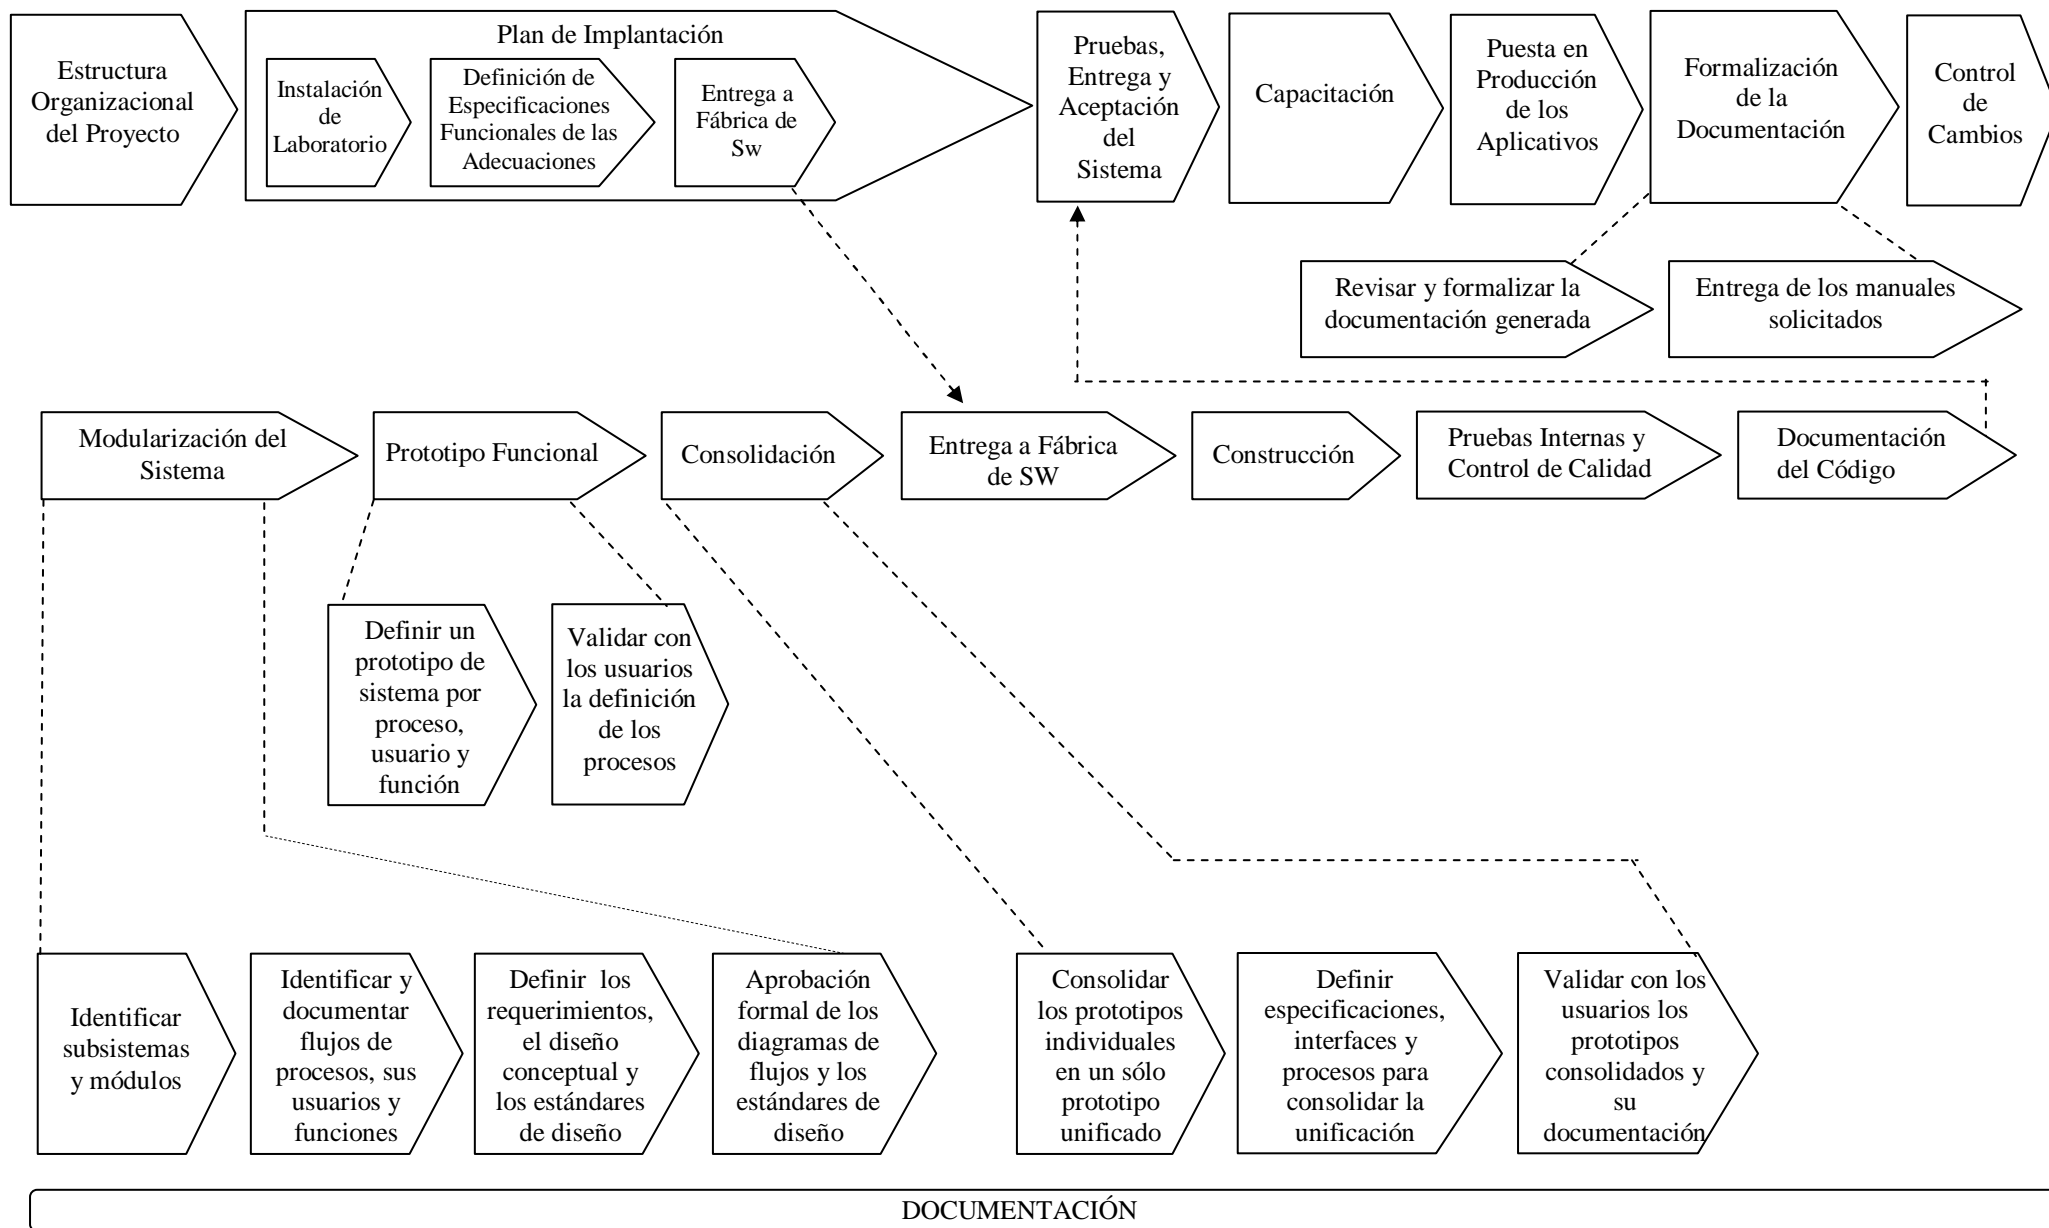 Estructura
Organizacional
del Proyecto
Plan de Implantación
Instalación
de
Laboratorio
Definición de
Especificaciones
Funcionales de las
Adecuaciones
Entrega a
Fábrica de
Sw
Pruebas,
Entrega y
Aceptación
del
Sistema
Capacitación
Puesta en
Producción
de los
Aplicativos
Formalización
de la
Documentación
Control
de
Cambios
Revisar y formalizar la
documentación generada
Entrega de los manuales
solicitados
Modularización del
Sistema
Prototipo Funcional
Consolidación
Entrega a Fábrica
de SW
Construcción
Pruebas Internas y
Control de Calidad
Documentación
del Código
Definir un
prototipo de
sistema por
proceso,
usuario y
función
Validar con
los usuarios
la definición
de los
procesos
Identificar
subsistemas
y módulos
Identificar y
documentar
flujos de
procesos, sus
usuarios y
funciones
Definir los
requerimientos,
el diseño
conceptual y
los estándares
de diseño
Aprobación
formal de los
diagramas de
flujos y los
estándares de
diseño
Consolidar
los prototipos
individuales
en un sólo
prototipo
unificado
Definir
especificaciones,
interfaces y
procesos para
consolidar la
unificación
Validar con los
usuarios los
prototipos
consolidados y
su
documentación
DOCUMENTACIÓN